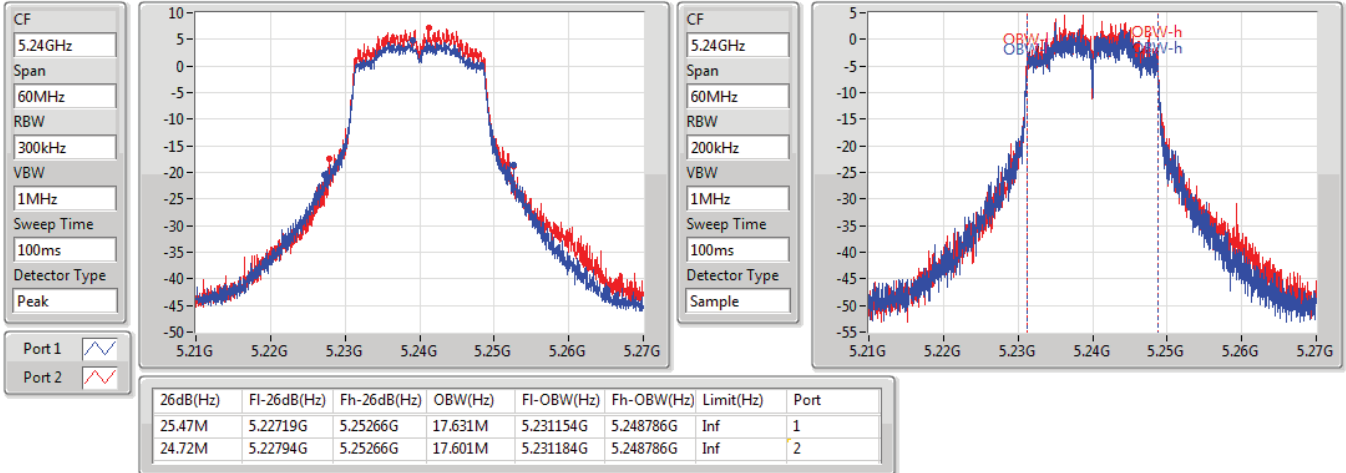 CF
5.24GHz
Span
60MHz
RBW
300kHz
VBW
1MHz
Sweep Time
100ms
Detector Type
Peak
10
5
0
-5
-10
-15
-20
-25
-30
-35
-40
-45
-50
5.21G 5.22G 5.23G 5.24G 5.25G 5.26G 5.27G
Port 1
Port 2
CF
5.24GHz
Span
60MHz
RBW
200kHz
VBW
1MHz
Sweep Time
100ms
Detector Type
Sample
5
0
-5
-10
-15
-20
-25
-30
-35
-40
-45
-50
-55
OBW-h
5.21G 5.22G 5.23G 5.24G 5.25G 5.26G 5.27G
26dB(Hz) Fl-26dB(Hz) Fh-26dB(Hz) OBW(Hz) Fl-OBW(Hz) Fh-OBW(Hz) Limit(Hz) Port
25.47M 5.22719G 5.25266G 17.631M 5.231154G 5.248786G Inf 1
24.72M 5.22794G 5.25266G 17.601M 5.231184G 5.248786G Inf 2